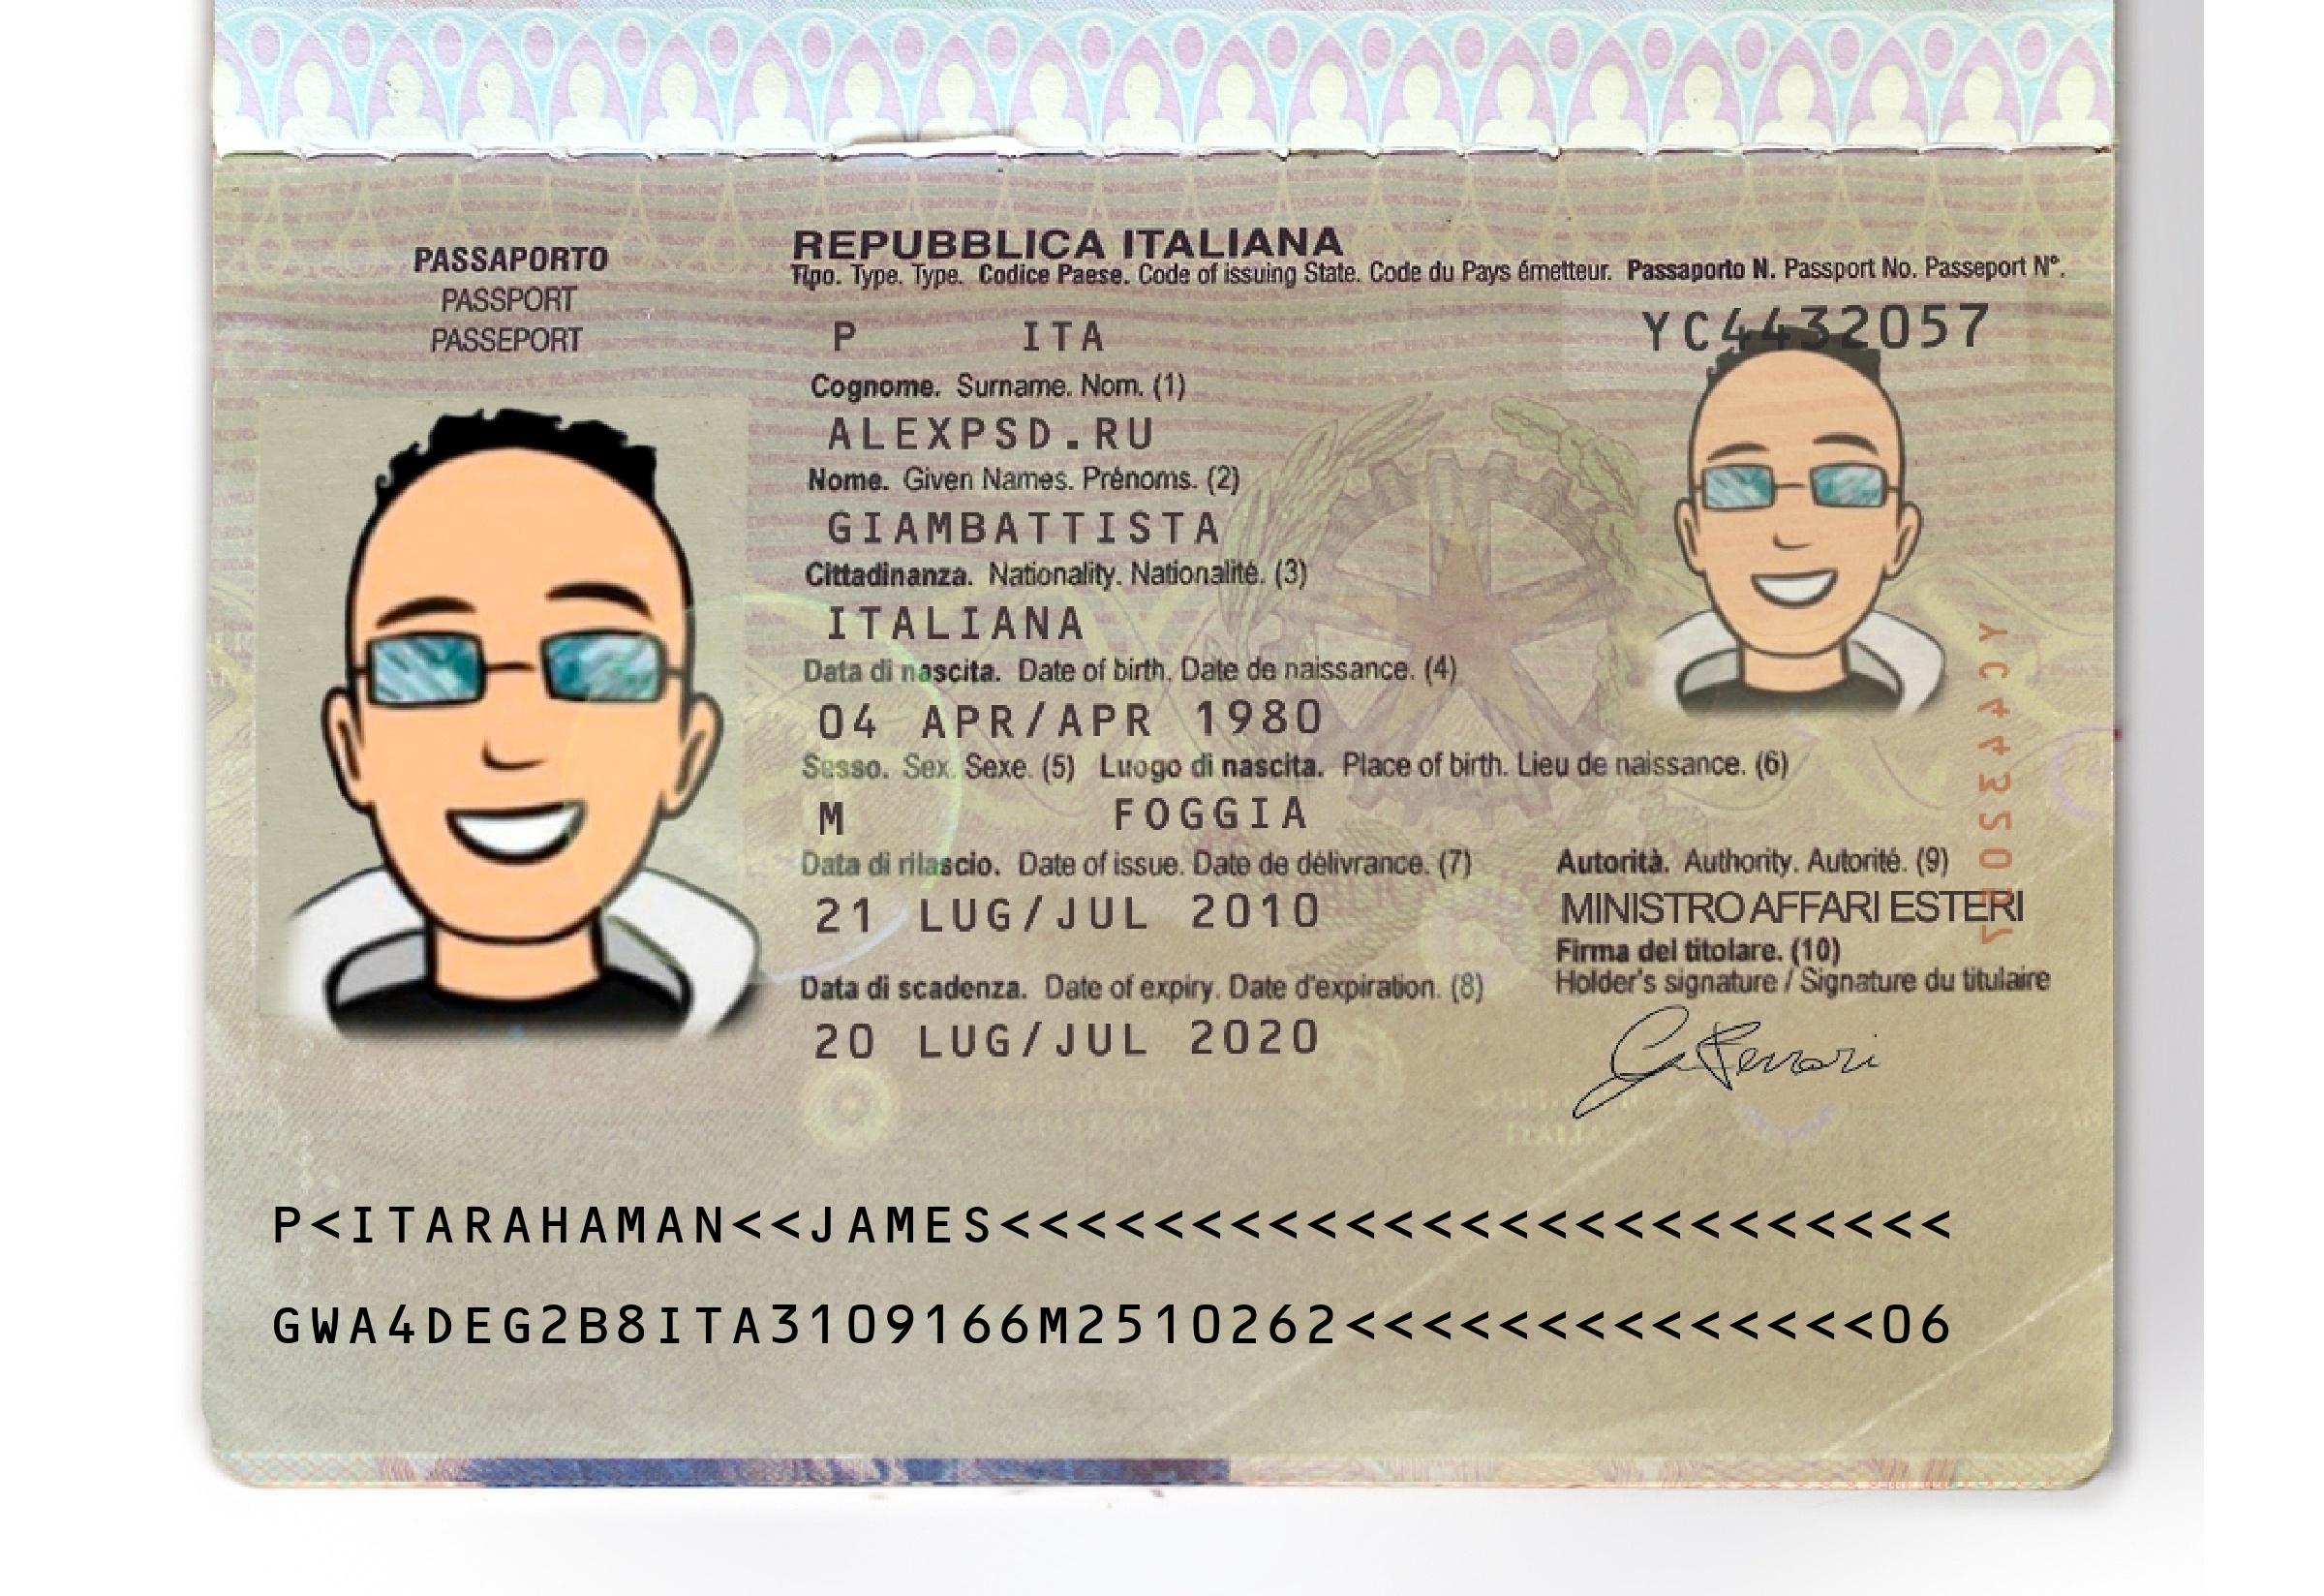 REPUBBLICA ITALIANA
PASSAPORTO
PASSPORT
PASSEPORT
Tipo. Type. Type. Codice Paese. Code of issuing State. Code du Pays émetteur. Passaporto N. Passport No. Passeport N°.
P ITA YC4432057
Cognome. Surname. Nom. (1)
ALEXPSD.RU
Nome. Given Names. Prénoms. (2)
GIAMBATTISTA
Cittadinanza. Nationality. Nationalité. (3)
ITALIANA
Data di nascita. Date of birth. Date de naissance. (4)
04 APR/APR 1980
Sesso. Sex. Sexe. (5) Luogo di nascita. Place of birth. Lieu de naissance. (6)
M FOGGIA
Data di rilascio. Date of issue. Date de délivrance. (7)
21 LUG/JUL 2010
Data di scadenza. Date of expiry. Date d'expiration. (8)
20 LUG/JUL 2020
Autorità. Authority. Autorité. (9)
MINISTRO AFFARI ESTERI
Firma del titolare. (10)
Holder's signature / Signature du titulaire
G Ferrari
YC4432057
P<ITARAHAMAN<<JAMES<<<<<<<<<<<<<<<<<<<<<<<<<
GWA4DEG2B8ITA3109166M2510262<<<<<<<<<<<<<<06